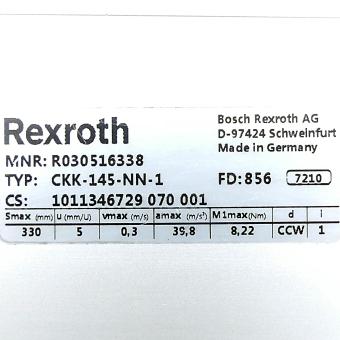 Rexroth
Bosch Rexroth AG
D-97424 Schweinfurt
Made in Germany
MNR: R030516338
TYP: CKK-145-NN-1 FD: 856 7210
CS: 1011346729 070 001
Smax (mm) u (mm/U) vmax (m/s) amax (m/s²) M1max(Nm) d i
330 5 0,3 39,8 8,22 CCW 1